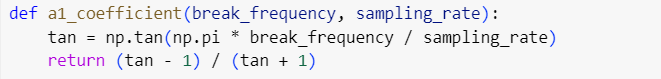 def a1_coefficient(break_frequency, sampling_rate):
    tan = np.tan(np.pi * break_frequency / sampling_rate)
    return (tan - 1) / (tan + 1)